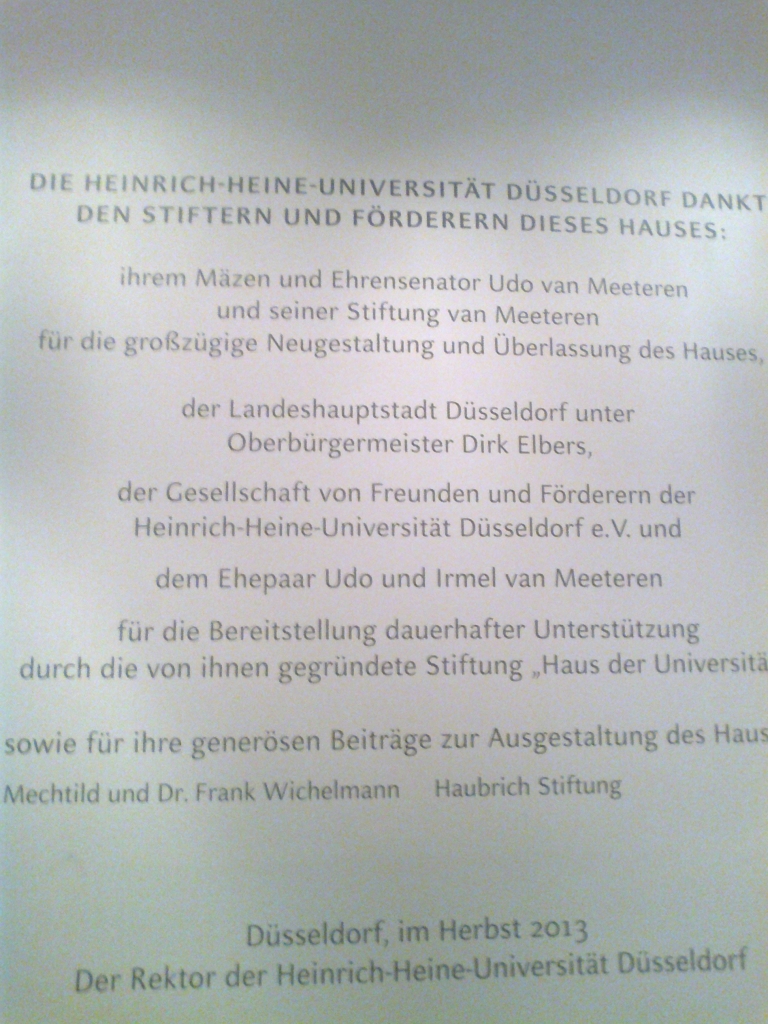 DIE HEINRICH-HEINE-UNIVERSITÄT DÜSSELDORF DANKT
DEN STIFTERN UND FÖRDERERN DIESES HAUSES:
ihrem Mäzen und Ehrensenator Udo van Meeteren
und seiner Stiftung van Meeteren
für die großzügige Neugestaltung und Überlassung des Hauses,
der Landeshauptstadt Düsseldorf unter
Oberbürgermeister Dirk Elbers,
der Gesellschaft von Freunden und Förderern der
Heinrich-Heine-Universität Düsseldorf e.V. und
dem Ehepaar Udo und Irmel van Meeteren
für die Bereitstellung dauerhafter Unterstützung
durch die von ihnen gegründete Stiftung „Haus der Universitä
sowie für ihre generösen Beiträge zur Ausgestaltung des Haus
Mechtild und Dr. Frank Wichelmann Haubrich Stiftung
Düsseldorf, im Herbst 2013
Der Rektor der Heinrich-Heine-Universität Düsseldorf